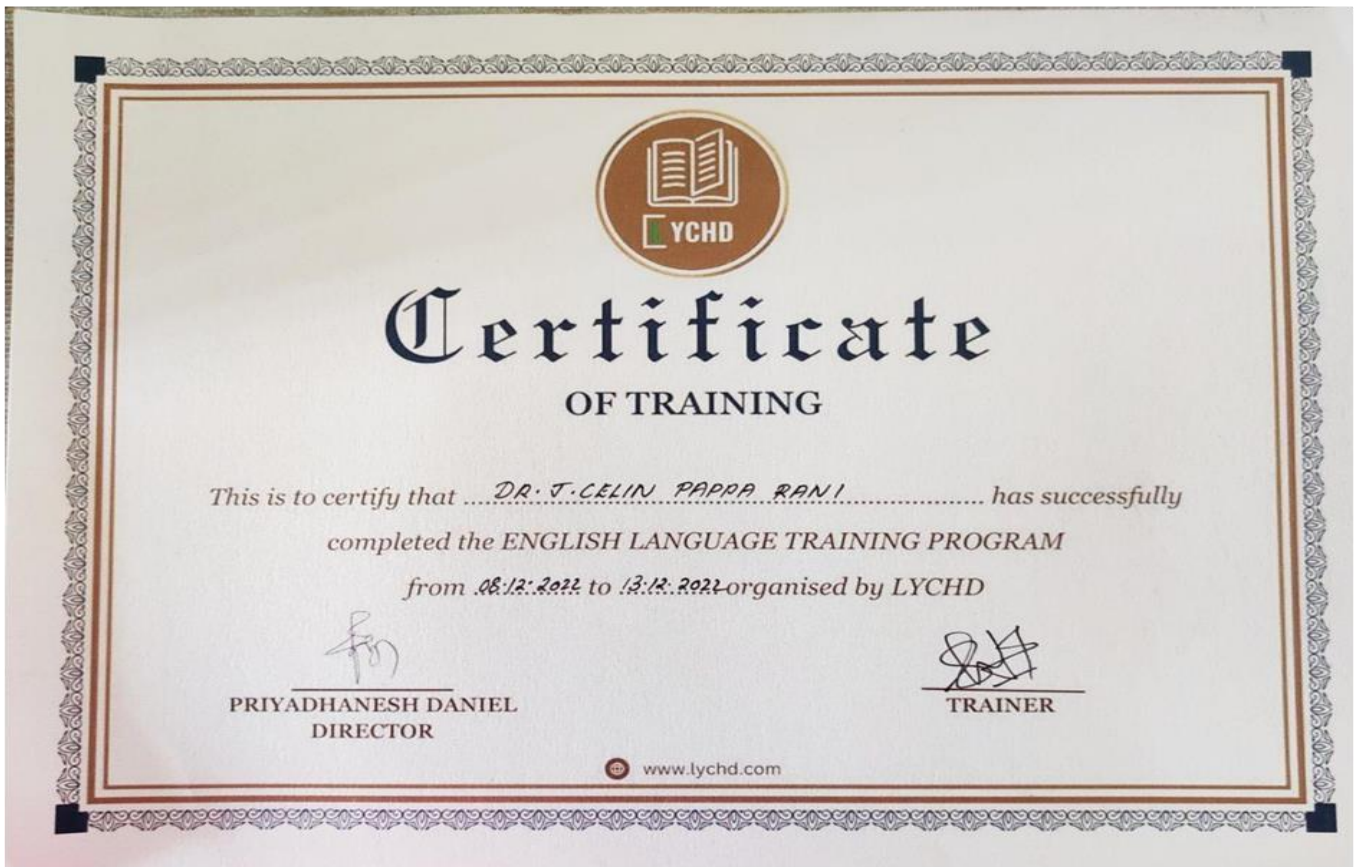 LYCHD
Certificate
OF TRAINING
This is to certify that ....DR. J. CELIN PAPPA RANI.................... has successfully
completed the ENGLISH LANGUAGE TRAINING PROGRAM
from 08.12.2022 to 13.12.2022 organised by LYCHD
PRIYADHANESH DANIEL
DIRECTOR
TRAINER
www.lychd.com